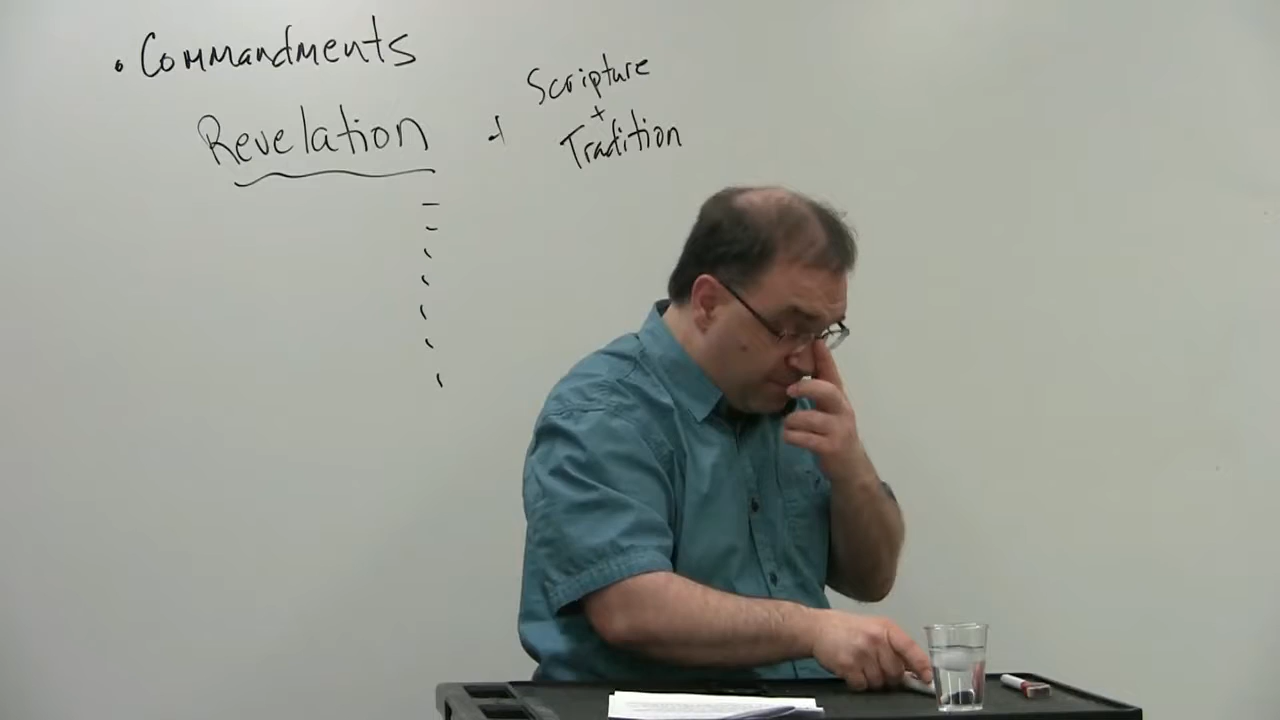 • Commandments
Scripture
+
Revelation
Tradition